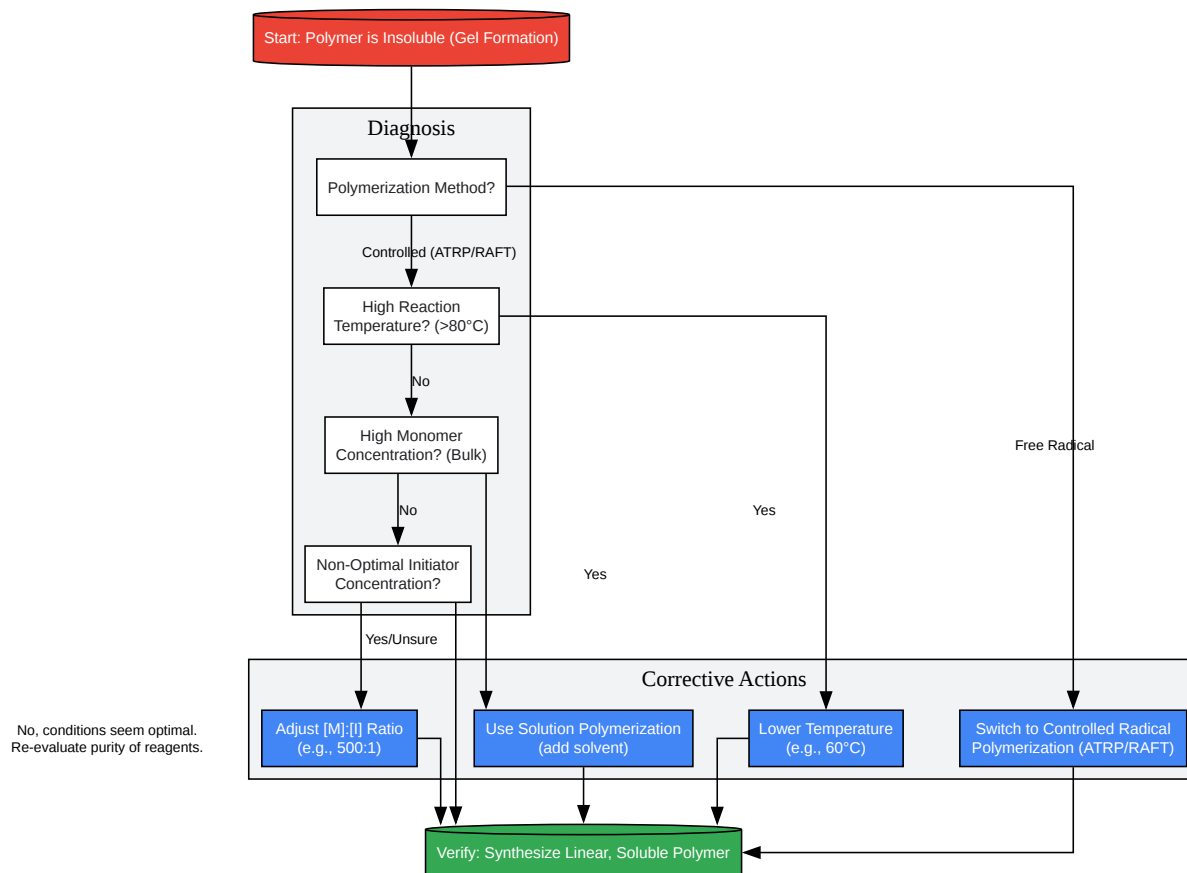 Start: Polymer is Insoluble (Gel Formation)
Diagnosis
Polymerization Method?
Controlled (ATRP/RAFT)
High Reaction
Temperature? (>80°C)
No
High Monomer
Concentration? (Bulk)
Free Radical
No
Yes
Non-Optimal Initiator
Concentration?
Yes
Yes/Unsure
Corrective Actions
No, conditions seem optimal.
Re-evaluate purity of reagents.
Adjust [M]:[I] Ratio
(e.g., 500:1)
Use Solution Polymerization
(add solvent)
Lower Temperature
(e.g., 60°C)
Switch to Controlled Radical
Polymerization (ATRP/RAFT)
Verify: Synthesize Linear, Soluble Polymer